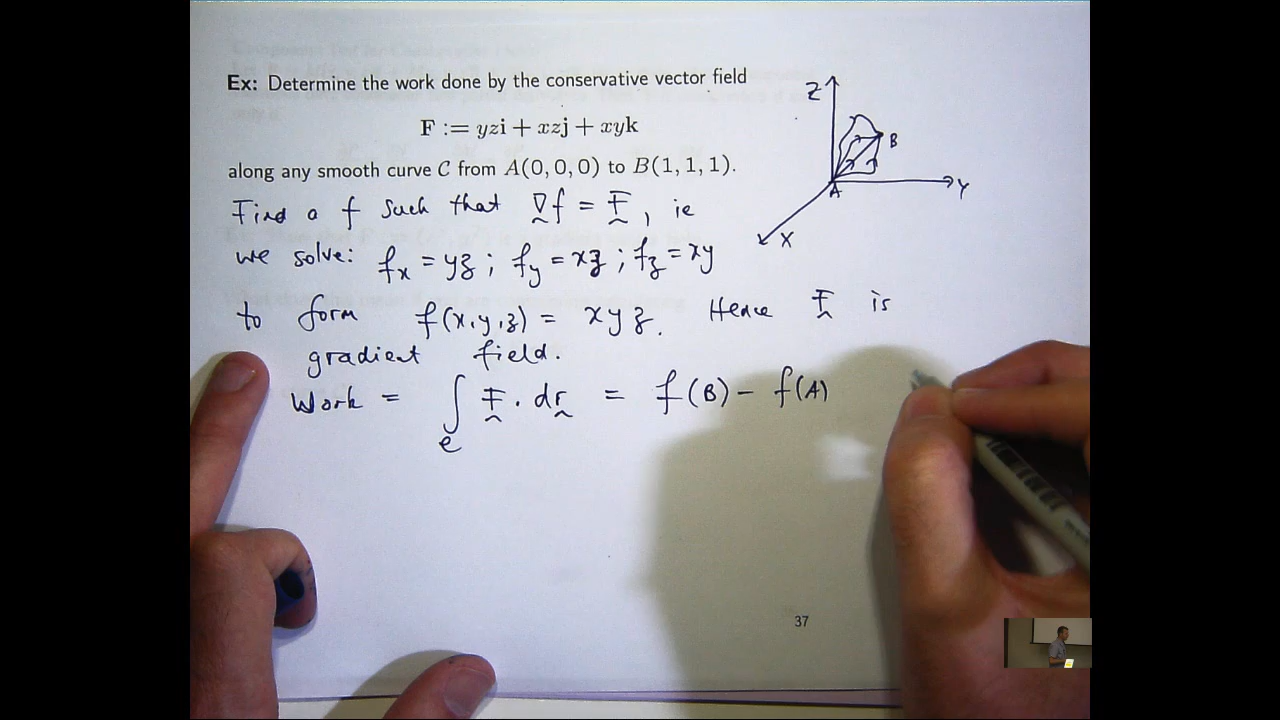 Ex: Determine the work done by the conservative vector field
F := yzi + xzj + xyk
along any smooth curve C from A(0, 0, 0) to B(1, 1, 1).
Z
B
A
Y
X
Find a f such that ∇f = F, ie
we solve: fx = yz ; fy = xz ; fz = xy
to form f(x,y,z) = xyz. Hence F is
gradient field.
Work = ∫C F · dr = f(B) - f(A)
37